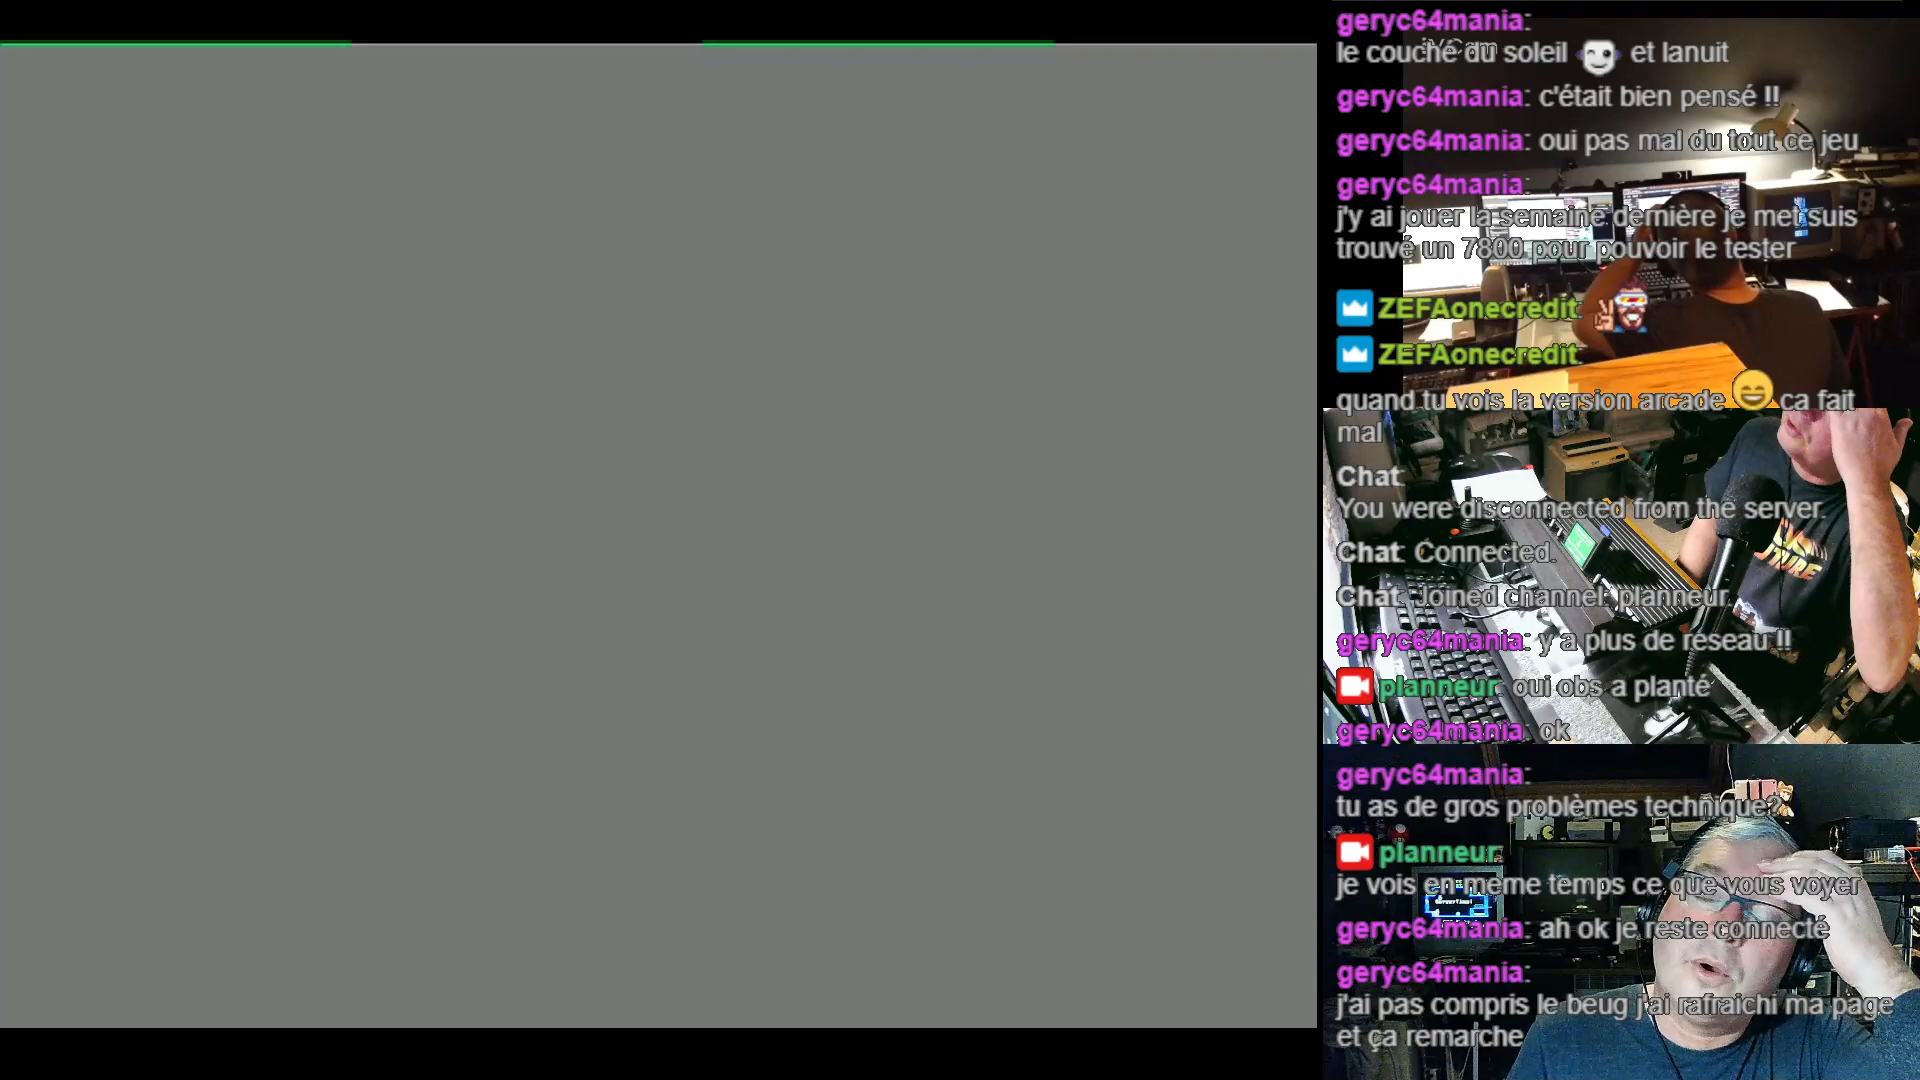 geryc64mania:
le couché du soleil et lanuit
geryc64mania: c'était bien pensé !!
geryc64mania: oui pas mal du tout ce jeu
geryc64mania:
j'y ai jouer la semaine dernière je met suis
trouvé un 7800 pour pouvoir le tester
ZEFAonecredit:
ZEFAonecredit:
quand tu vois la version arcade ca fait
mal
Chat:
You were disconnected from the server.
Chat: Connected.
Chat: Joined channel: planneur
geryc64mania: y a plus de réseau !!
planneur: oui obs a planté
geryc64mania: ok
geryc64mania:
tu as de gros problèmes technique?
planneur:
je vois en meme temps ce que vous voyer
geryc64mania: ah ok je reste connecté
geryc64mania:
j'ai pas compris le beug j'ai rafraichi ma page
et ça remarche